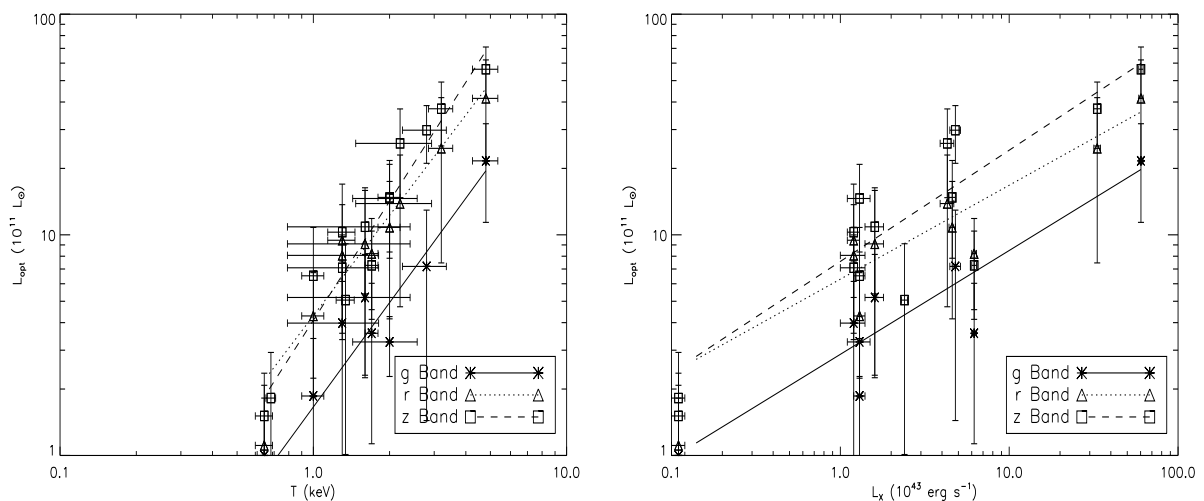 100
10
1
0.1
1.0
10.0
T (keV)
L_opt (10^11 L_⊙)
g Band
r Band
z Band
100
10
1
0.1
1.0
10.0
100.0
L_X (10^43 erg s^-1)
L_opt (10^11 L_⊙)
g Band
r Band
z Band